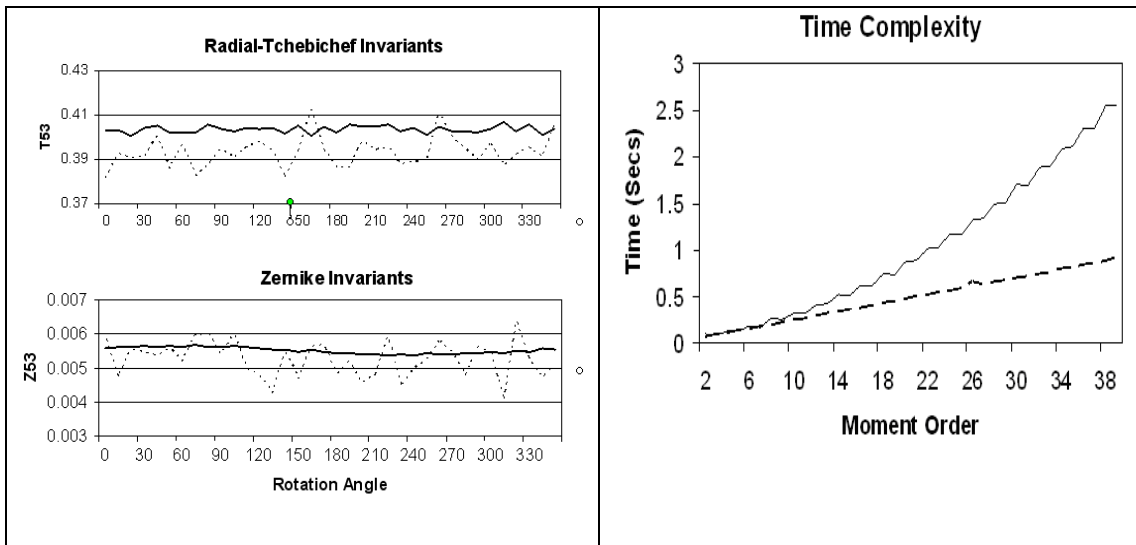 Radial-Tchebichef Invariants
0.43
0.41
0.39
0.37
T53
0 30 60 90 120 150 180 210 240 270 300 330
Zernike Invariants
0.007
0.006
0.005
0.004
0.003
Z53
0 30 60 90 120 150 180 210 240 270 300 330
Rotation Angle
Time Complexity
3
2.5
2
1.5
1
0.5
0
Time (Secs)
2 6 10 14 18 22 26 30 34 38
Moment Order